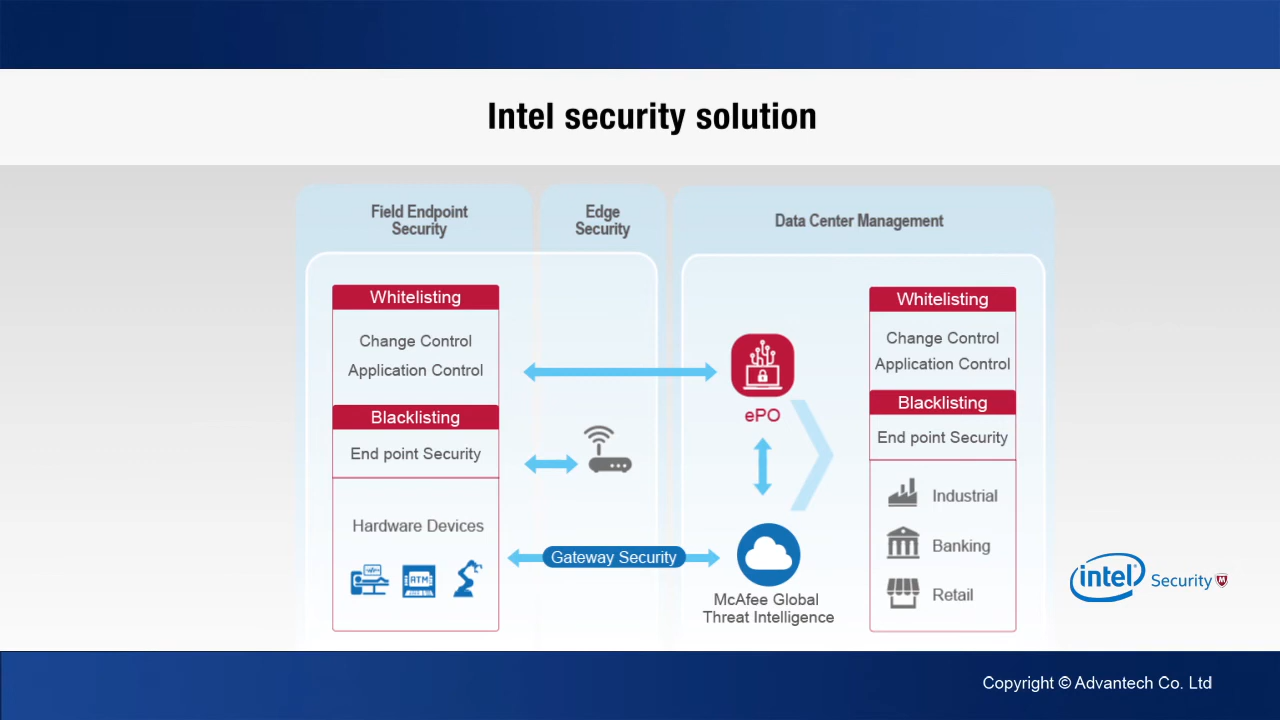 Intel security solution
Field Endpoint
Security
Edge
Security
Data Center Management
Whitelisting
Change Control
Application Control
Blacklisting
End point Security
Hardware Devices
ATM
Gateway Security
ePO
McAfee Global
Threat Intelligence
Whitelisting
Change Control
Application Control
Blacklisting
End point Security
Industrial
Banking
Retail
intel Security
Copyright © Advantech Co. Ltd